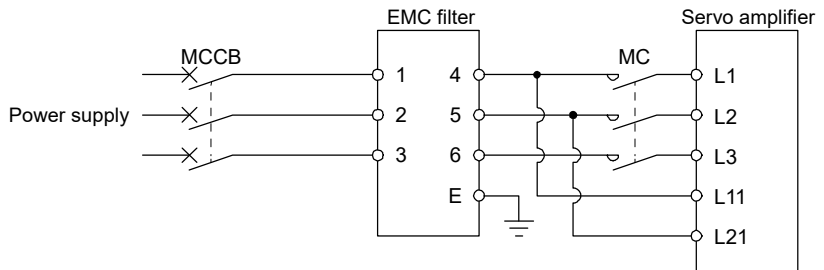 EMC filter
Servo amplifier
MCCB
MC
1
4
L1
Power supply
2
5
L2
3
6
L3
E
L11
L21